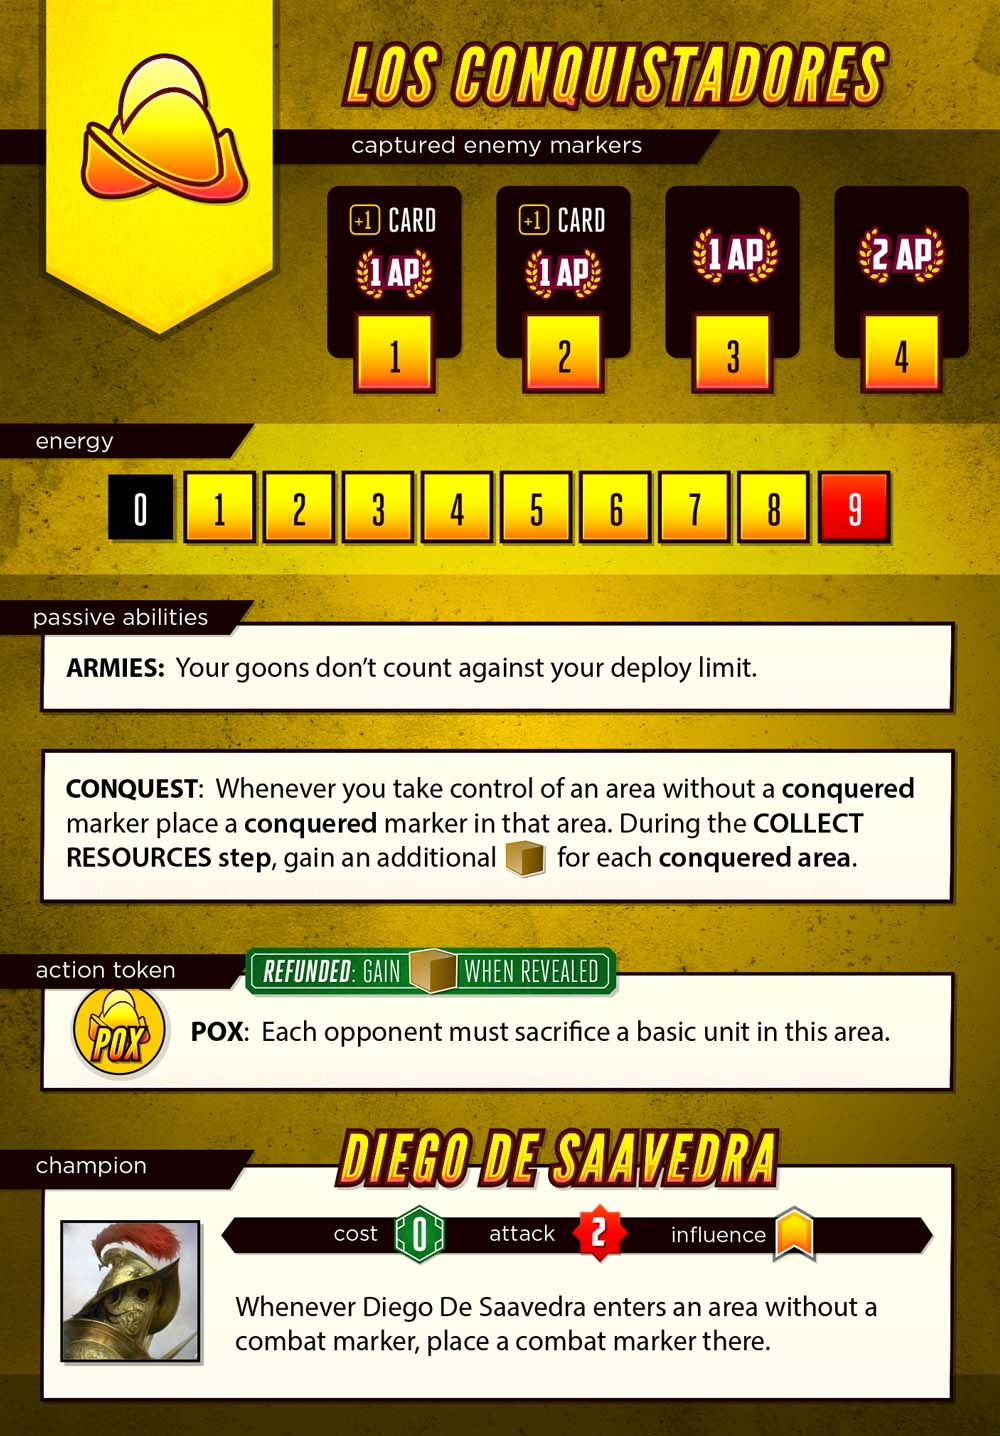 LOS CONQUISTADORES
captured enemy markers
+1 CARD
1 AP
1
+1 CARD
1 AP
2
1 AP
3
2 AP
4
energy
0 1 2 3 4 5 6 7 8 9
passive abilities
ARMIES: Your goons don't count against your deploy limit.
CONQUEST: Whenever you take control of an area without a conquered
marker place a conquered marker in that area. During the COLLECT
RESOURCES step, gain an additional for each conquered area.
action token
REFUNDED: GAIN WHEN REVEALED
POX
POX: Each opponent must sacrifice a basic unit in this area.
champion
DIEGO DE SAAVEDRA
cost 0 attack 2 influence
Whenever Diego De Saavedra enters an area without a
combat marker, place a combat marker there.